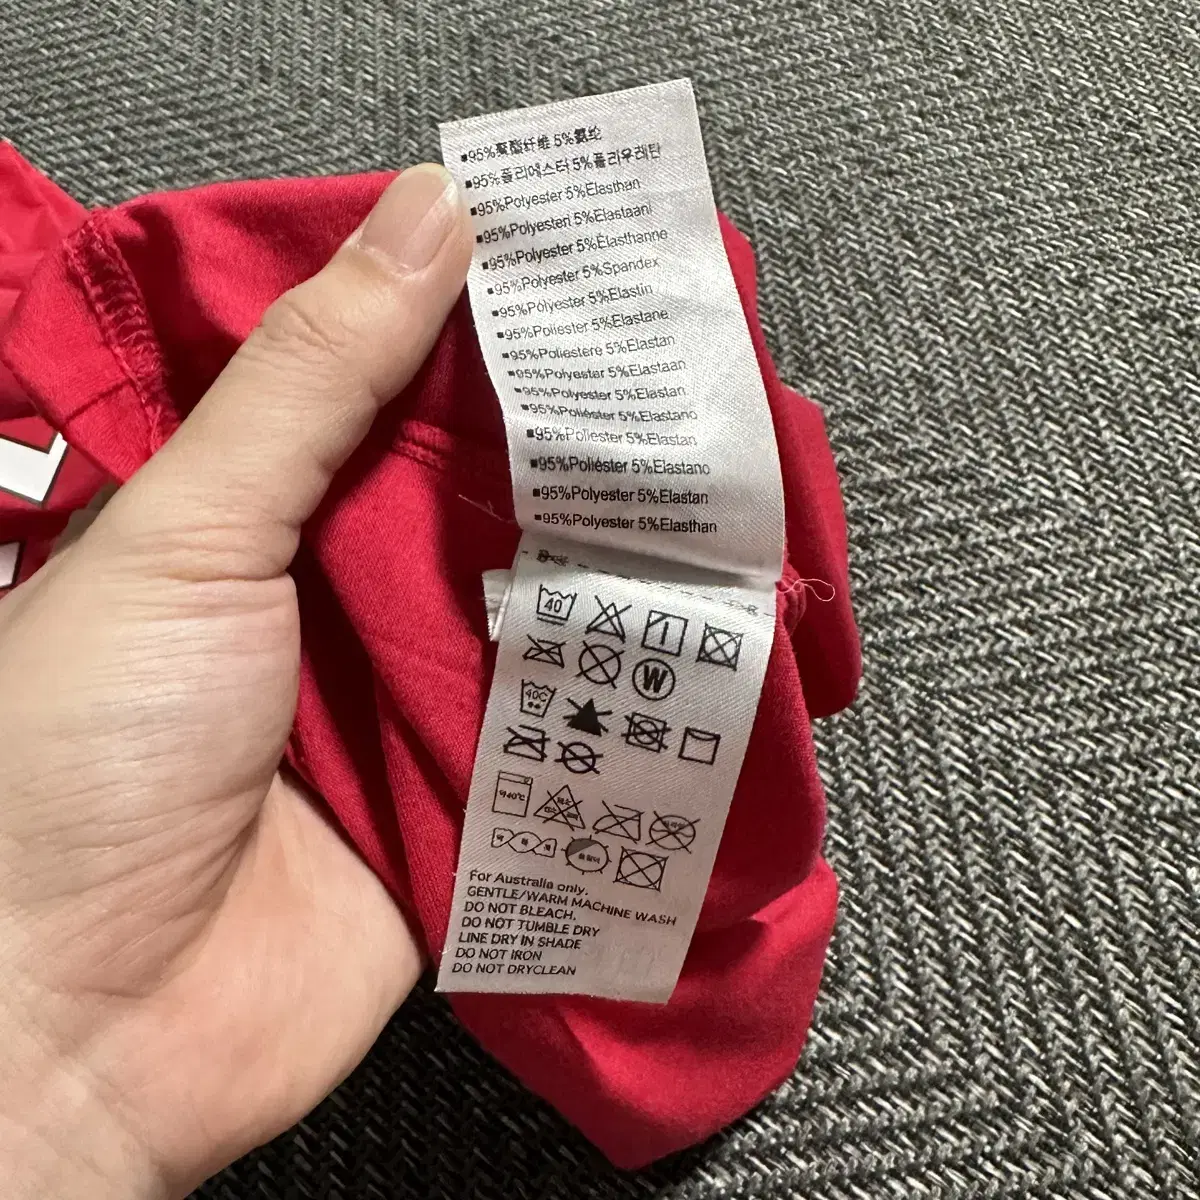 ■95%聚酯纤维 5%氨纶
■95%폴리에스터 5%폴리우레탄
■95%Polyester 5%Elasthan
■95%Polyesteri 5%Elastaani
■95%Polyester 5%Élasthanne
■95%Polyester 5%Spandex
■95%Polyester 5%Elastin
■95%Poliester 5%Elastane
■95%Poliestere 5%Elastan
■95%Polyester 5%Elastaan
■95%Polyester 5%Elastan
■95%Poliéster 5%Elastano
■95%Poliester 5%Elastan
■95%Poliéster 5%Elastano
■95%Polyester 5%Elastan
■95%Polyester 5%Elasthan
40
W
40C
약40℃
For Australia only.
GENTLE/WARM MACHINE WASH
DO NOT BLEACH.
DO NOT TUMBLE DRY
LINE DRY IN SHADE
DO NOT IRON
DO NOT DRYCLEAN